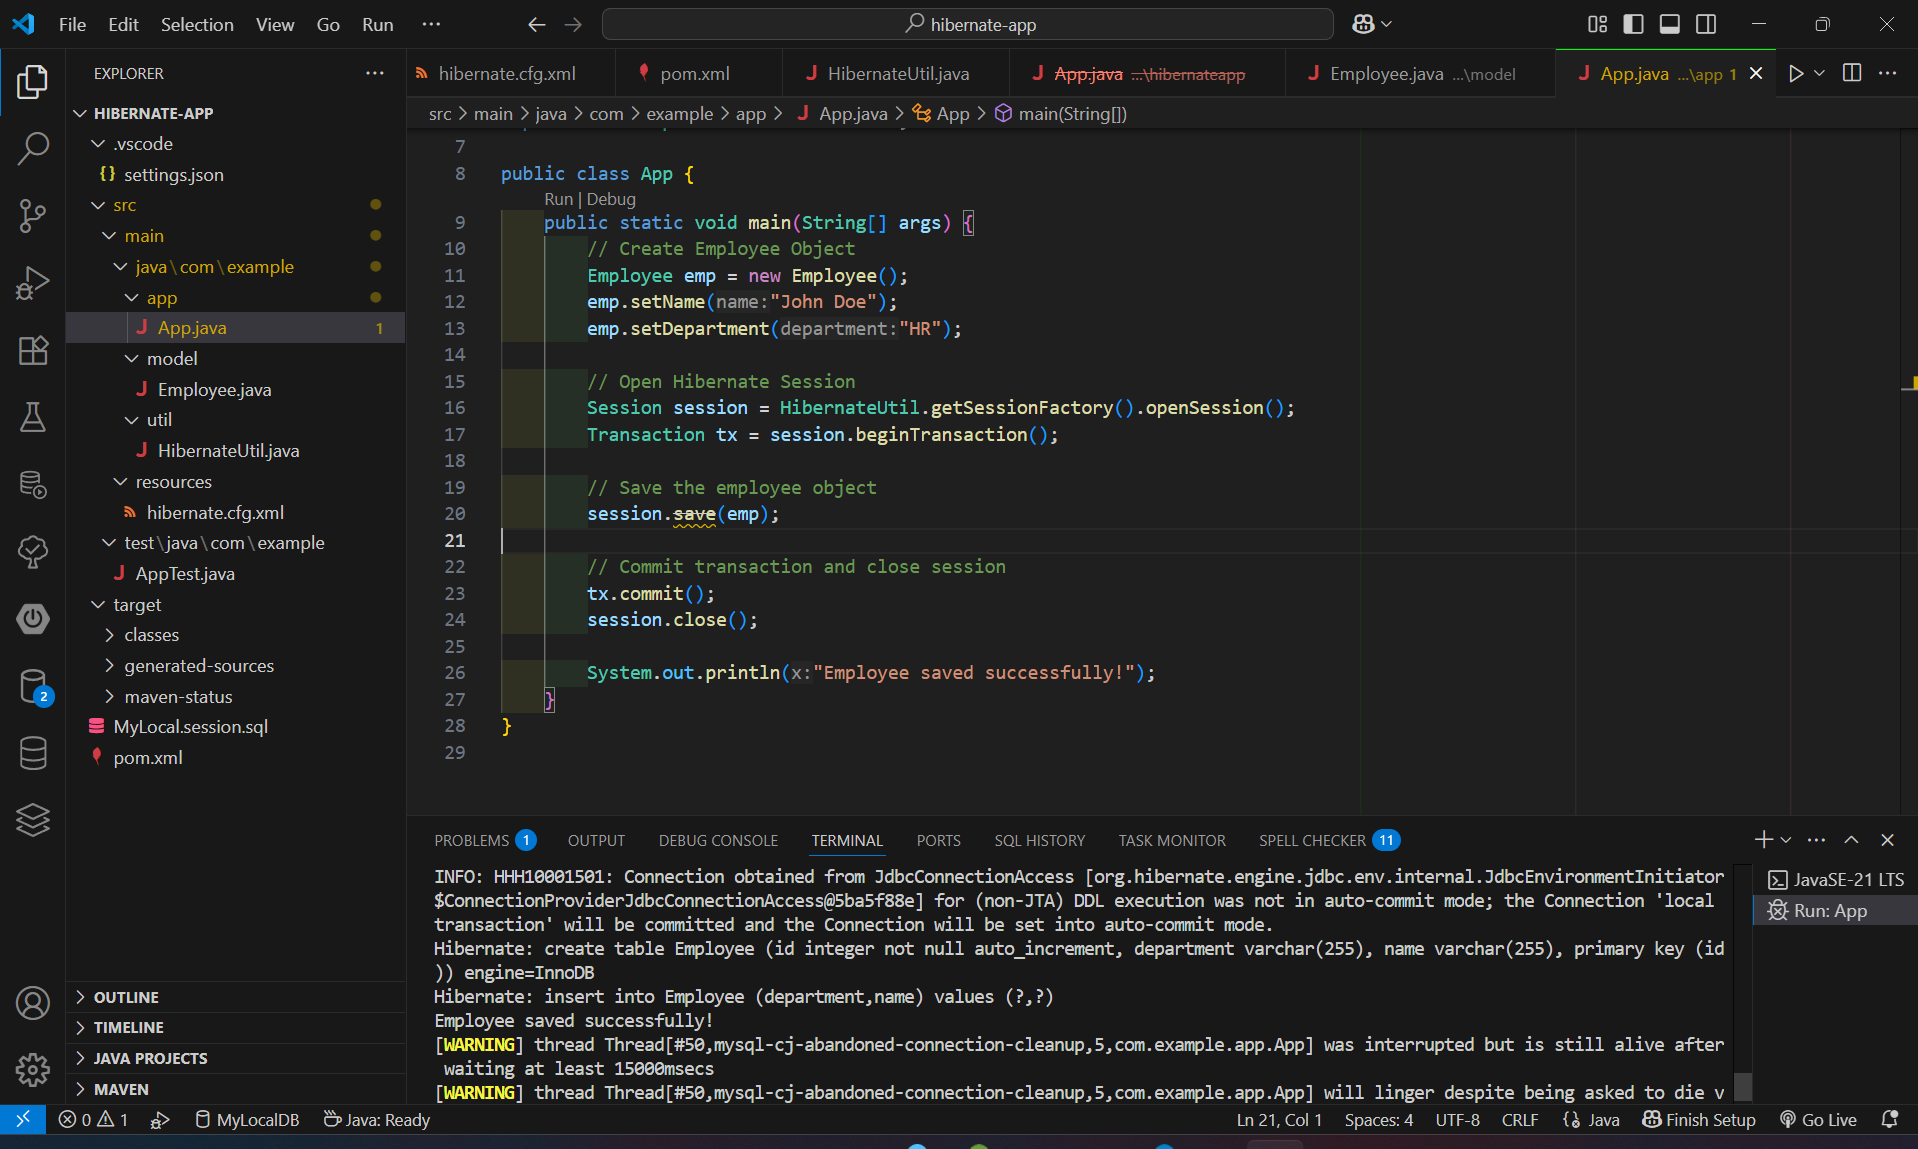 File Edit Selection View Go Run ··· hibernate-app
EXPLORER ···
HIBERNATE-APP
.vscode
{} settings.json
src
main
java\com\example
app
J App.java 1
model
J Employee.java
util
J HibernateUtil.java
resources
hibernate.cfg.xml
test\java\com\example
J AppTest.java
target
classes
generated-sources
maven-status
MyLocal.session.sql
pom.xml
2
OUTLINE
TIMELINE
JAVA PROJECTS
MAVEN
hibernate.cfg.xml pom.xml J HibernateUtil.java J App.java ...\hibernateapp J Employee.java ...\model J App.java ...\app 1
src > main > java > com > example > app > J App.java > App > main(String[])
7
8 public class App {
Run | Debug
9 public static void main(String[] args) {
10 // Create Employee Object
11 Employee emp = new Employee();
12 emp.setName(name:"John Doe");
13 emp.setDepartment(department:"HR");
14
15 // Open Hibernate Session
16 Session session = HibernateUtil.getSessionFactory().openSession();
17 Transaction tx = session.beginTransaction();
18
19 // Save the employee object
20 session.save(emp);
21
22 // Commit transaction and close session
23 tx.commit();
24 session.close();
25
26 System.out.println(x:"Employee saved successfully!");
27 }
28 }
29
PROBLEMS 1 OUTPUT DEBUG CONSOLE TERMINAL PORTS SQL HISTORY TASK MONITOR SPELL CHECKER 11
INFO: HHH10001501: Connection obtained from JdbcConnectionAccess [org.hibernate.engine.jdbc.env.internal.JdbcEnvironmentInitiator
$ConnectionProviderJdbcConnectionAccess@5ba5f88e] for (non-JTA) DDL execution was not in auto-commit mode; the Connection 'local
transaction' will be committed and the Connection will be set into auto-commit mode.
Hibernate: create table Employee (id integer not null auto_increment, department varchar(255), name varchar(255), primary key (id
)) engine=InnoDB
Hibernate: insert into Employee (department,name) values (?,?)
Employee saved successfully!
[WARNING] thread Thread[#50,mysql-cj-abandoned-connection-cleanup,5,com.example.app.App] was interrupted but is still alive after
waiting at least 15000msecs
[WARNING] thread Thread[#50,mysql-cj-abandoned-connection-cleanup,5,com.example.app.App] will linger despite being asked to die v
JavaSE-21 LTS
Run: App
0 1 MyLocalDB Java: Ready Ln 21, Col 1 Spaces: 4 UTF-8 CRLF {} Java Finish Setup Go Live